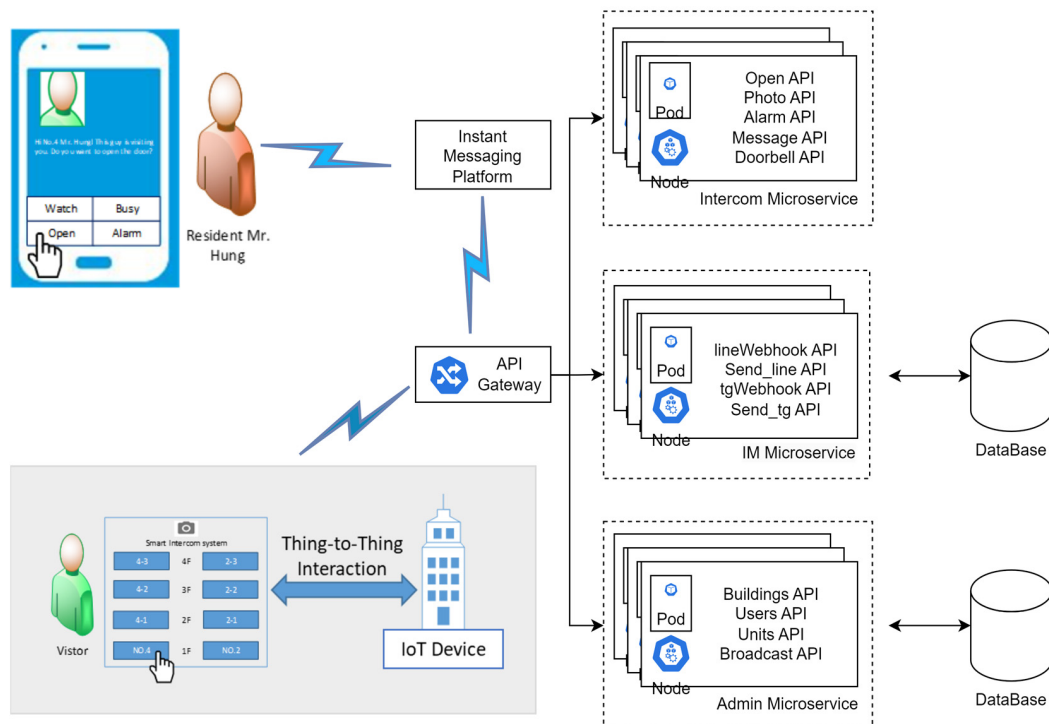 Hi No.4 Mr. Hung! This guy is visiting
you. Do you want to open the door?
Watch
Busy
Open
Alarm
Resident Mr.
Hung
Instant
Messaging
Platform
API
Gateway
Open API
Photo API
Alarm API
Message API
Doorbell API
Pod
Node
Intercom Microservice
lineWebhook API
Send_line API
tgWebhook API
Send_tg API
Pod
Node
IM Microservice
DataBase
Buildings API
Users API
Units API
Broadcast API
Pod
Node
Admin Microservice
DataBase
Smart Intercom system
4-3 4F 2-3
4-2 3F 2-2
4-1 2F 2-1
NO.4 1F NO.2
Vistor
Thing-to-Thing
Interaction
IoT Device